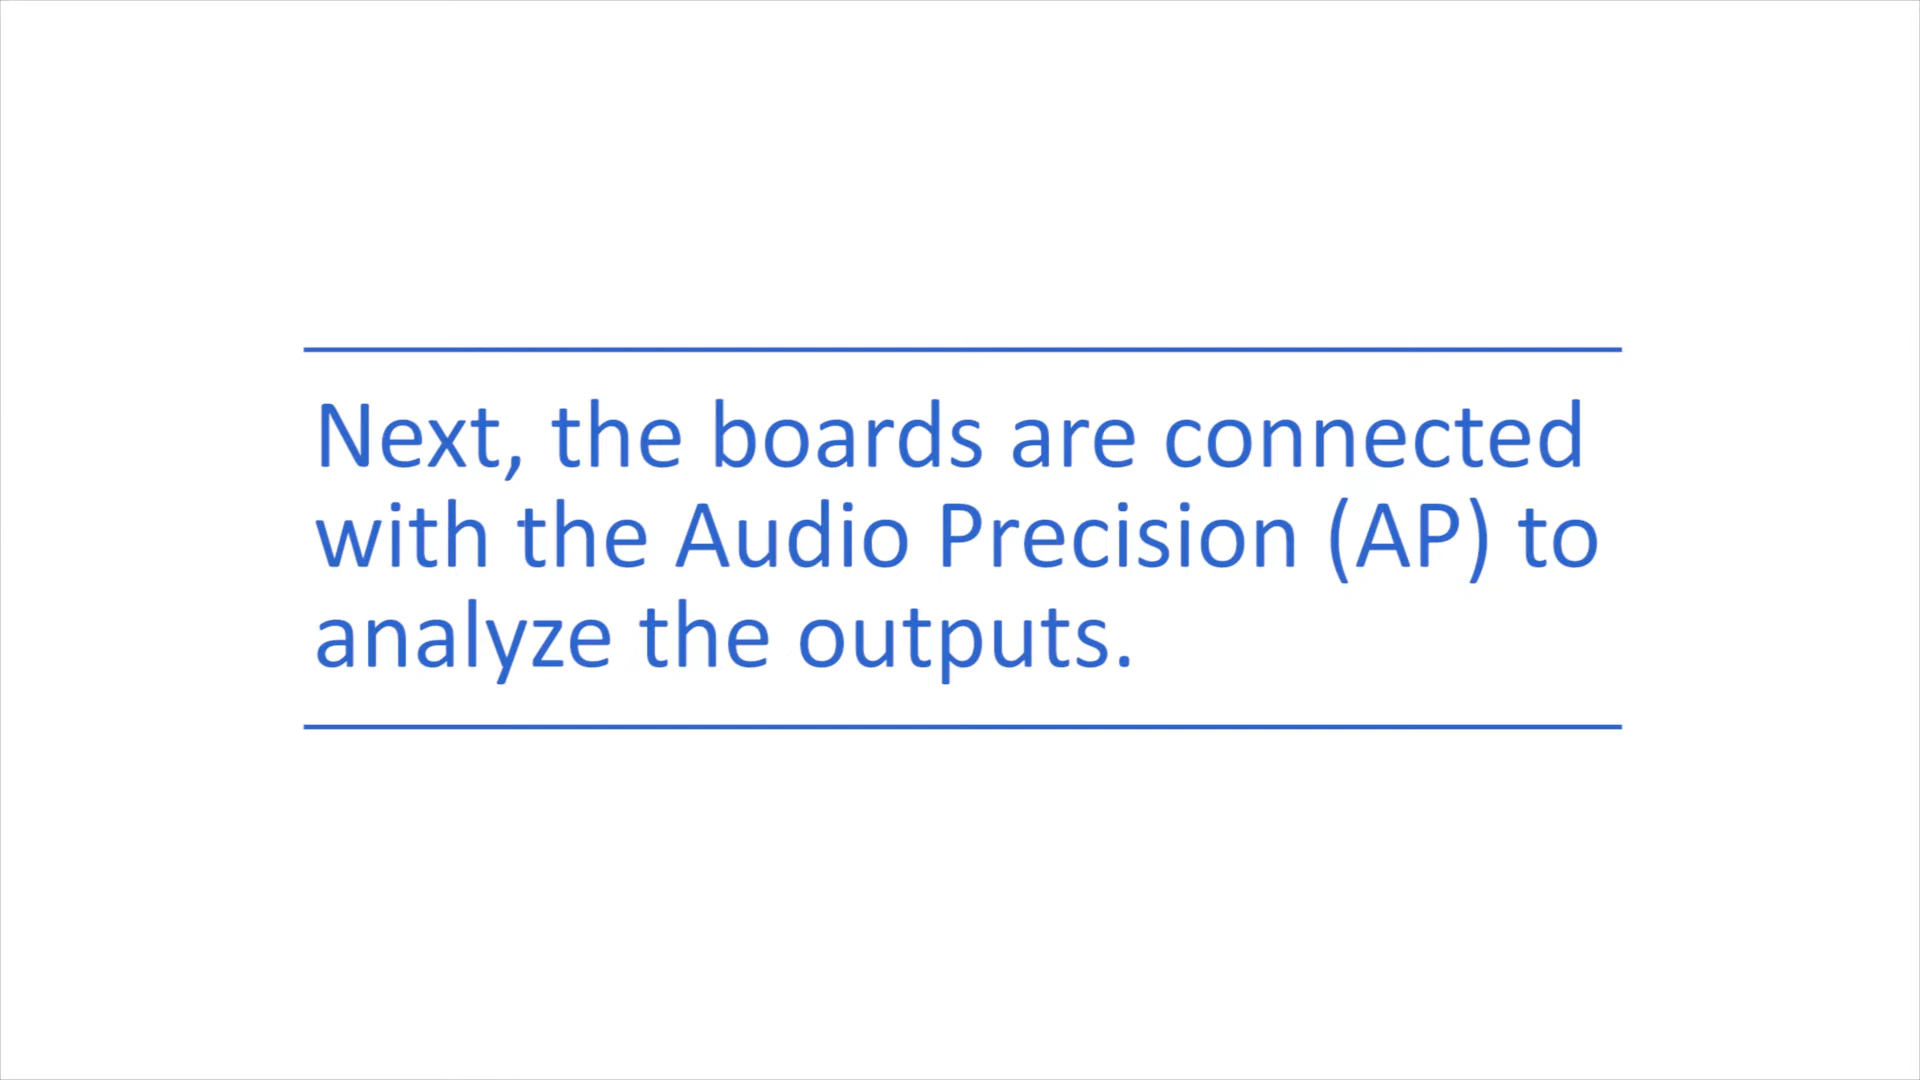 Next, the boards are connected
with the Audio Precision (AP) to
analyze the outputs.